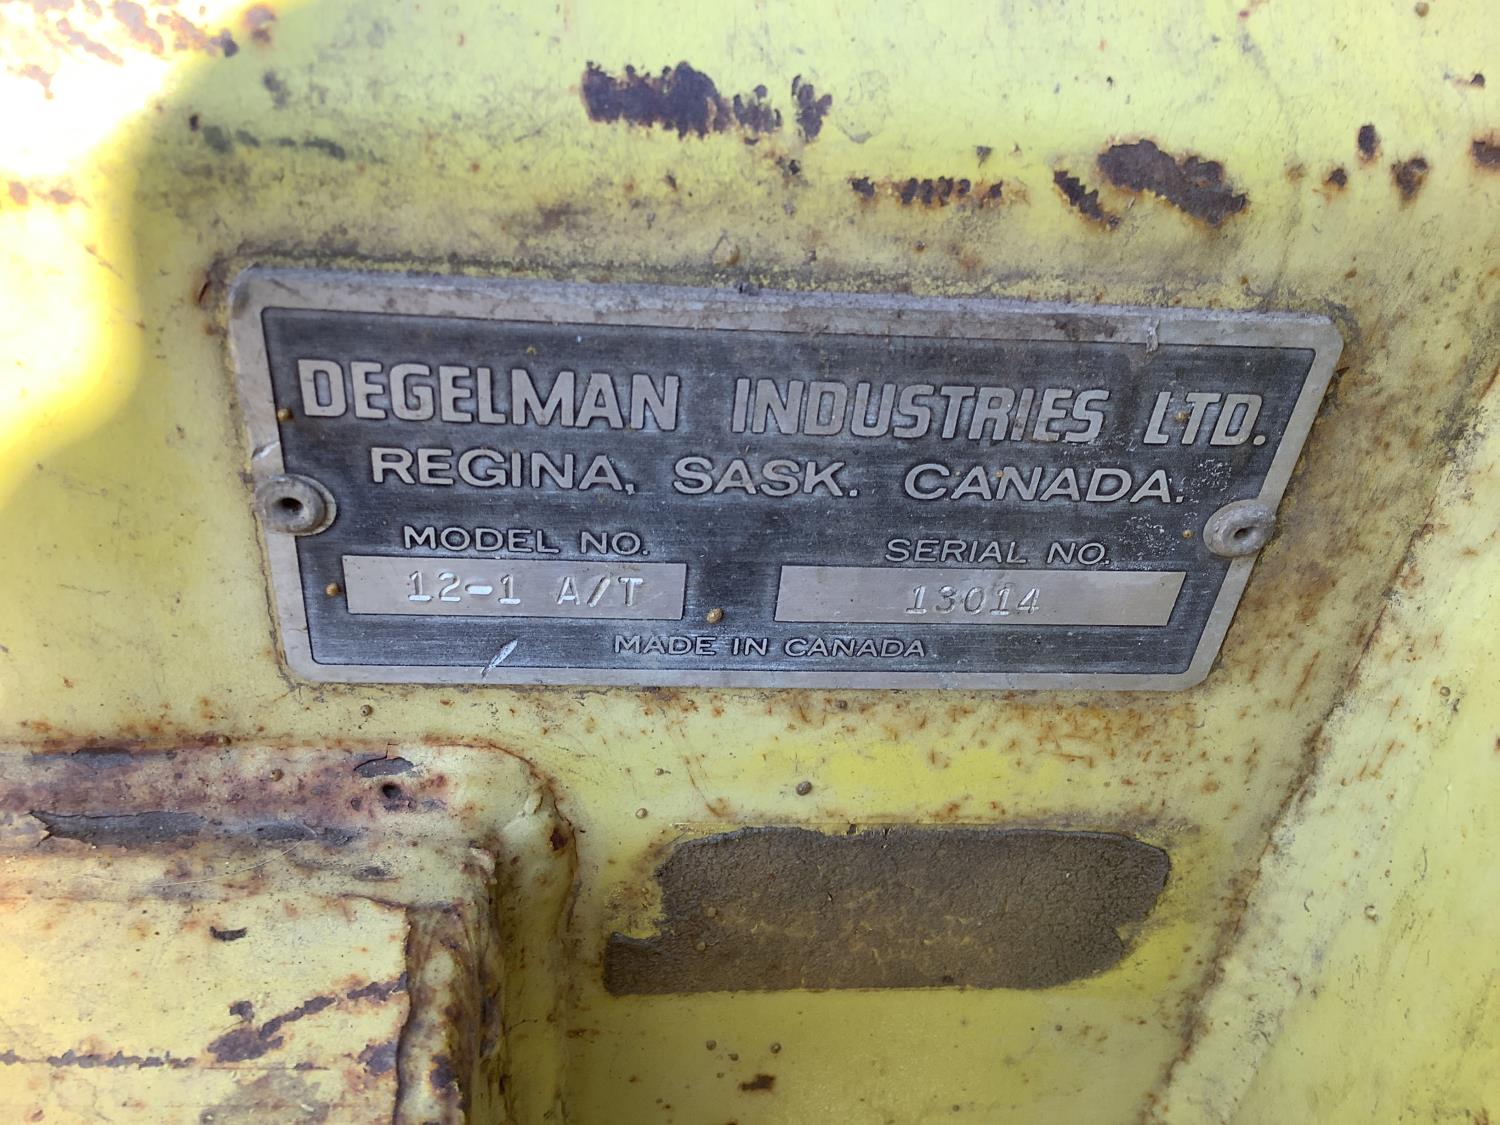 DEGELMAN INDUSTRIES LTD.
REGINA, SASK. CANADA.
MODEL NO. SERIAL NO.
12-1 A/T 13014
MADE IN CANADA